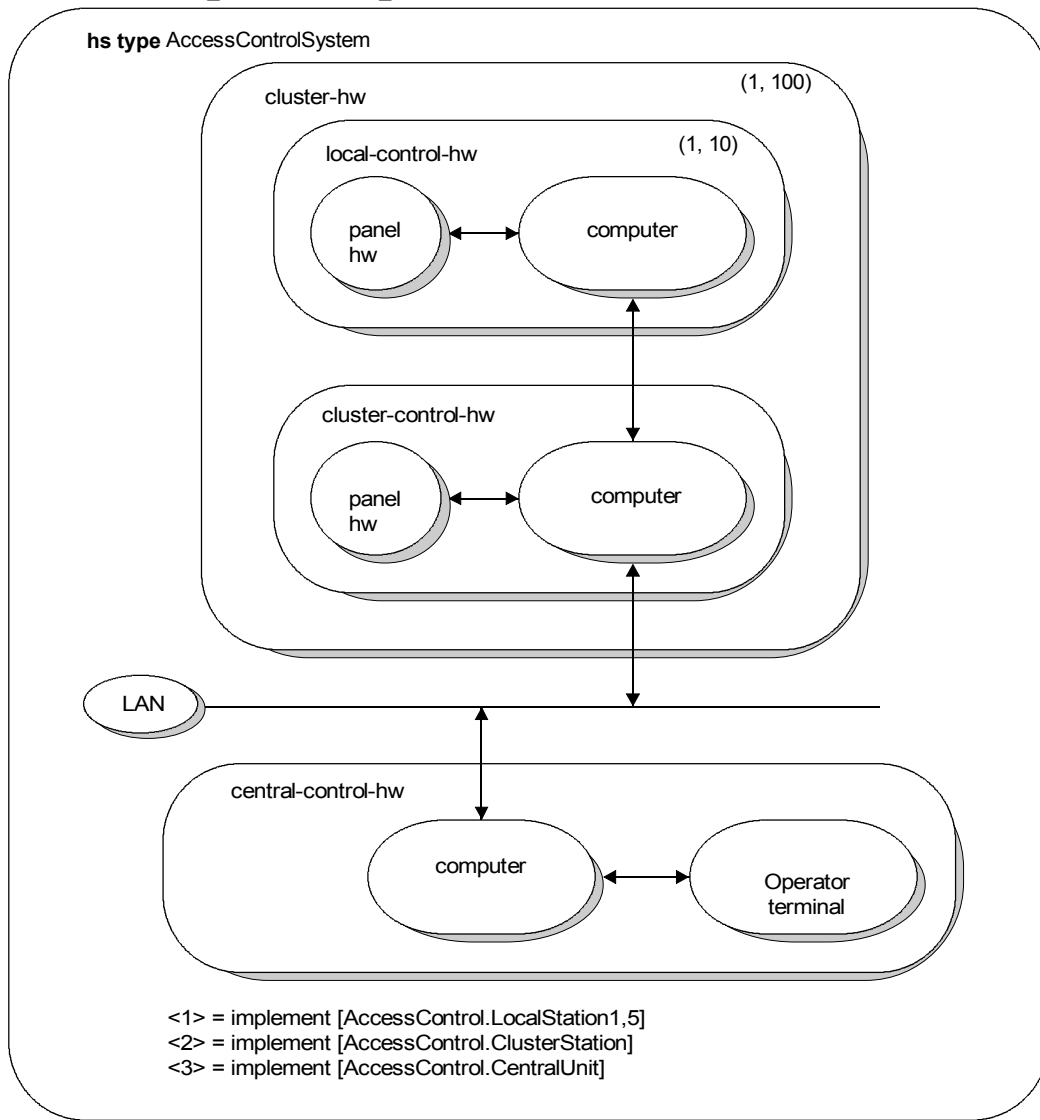 hs type AccessControlSystem
(1, 100)
cluster-hw
(1, 10)
local-control-hw
panel
hw
computer
cluster-control-hw
panel
hw
computer
LAN
central-control-hw
computer
Operator
terminal
<1> = implement [AccessControl.LocalStation1,5]
<2> = implement [AccessControl.ClusterStation]
<3> = implement [AccessControl.CentralUnit]